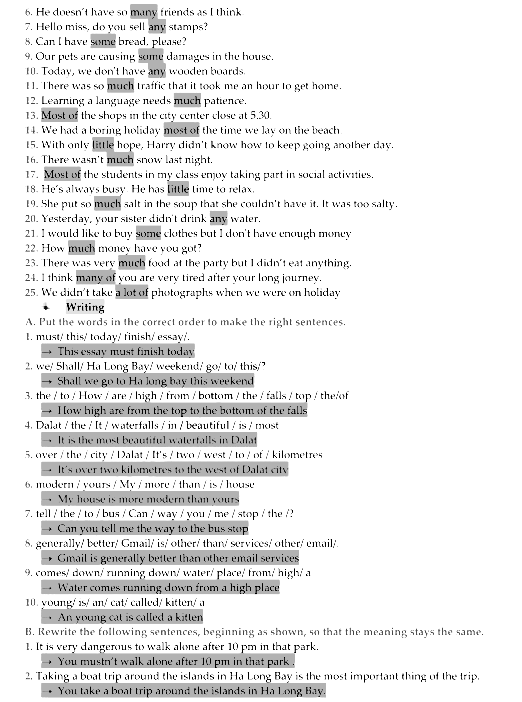 6. He doesn't have so many friends as I think
7. Hello miss, do you sell any stamps?
8. Can I have some bread, please?
9. Our pets are causing some damages in the house.
10. Today, we don't have any wooden boards.
11. There was so much traffic that it took me an hour to get home.
12. Learning a language needs much patience.
13. Most of the shops in the city center close at 5.30.
14. We had a boring holiday most of the time we lay on the beach
15. With only little hope, Harry didn't know how to keep going another day.
16. There wasn't much snow last night.
17. Most of the students in my class enjoy taking part in social activities.
18. He's always busy. He has little time to relax.
19. She put so much salt in the soup that she couldn't have it. It was too salty.
20. Yesterday, your sister didn't drink any water.
21. I would like to buy some clothes but I don't have enough money
22. How much money have you got?
23. There was very much food at the party but I didn't eat anything.
24. I think many of you are very tired after your long journey.
25. We didn't take a lot of photographs when we were on holiday
Writing
A. Put the words in the correct order to make the right sentences.
1. must/ this/ today/ finish/ essay/.
→ This essay must finish today
2. we/ Shall/ Ha Long Bay/ weekend/ go/ to/ this/?
→ Shall we go to Ha long bay this weekend
3. the / to / How / are / high / from / bottom / the / falls / top / the/of
→ How high are from the top to the bottom of the falls
4. Dalat / the / It / waterfalls / in / beautiful / is / most
→ It is the most beautiful waterfalls in Dalat
5. over / the / city / Dalat / It's / two / west / to / of / kilometres
→ It's over two kilometres to the west of Dalat city
6. modern / yours / My / more / than / is / house
→ My house is more modern than yours
7. tell / the / to / bus / Can / way / you / me / stop / the /?
→ Can you tell me the way to the bus stop
8. generally/ better/ Gmail/ is/ other/ than/ services/ other/ email/.
→ Gmail is generally better than other email services
9. comes/ down/ running down/ water/ place/ from/ high/ a
→ Water comes running down from a high place
10. young/ is/ an/ cat/ called/ kitten/ a
→ An young cat is called a kitten
B. Rewrite the following sentences, beginning as shown, so that the meaning stays the same.
1. It is very dangerous to walk alone after 10 pm in that park.
→ You mustn't walk alone after 10 pm in that park .
2. Taking a boat trip around the islands in Ha Long Bay is the most important thing of the trip.
→ You take a boat trip around the islands in Ha Long Bay.